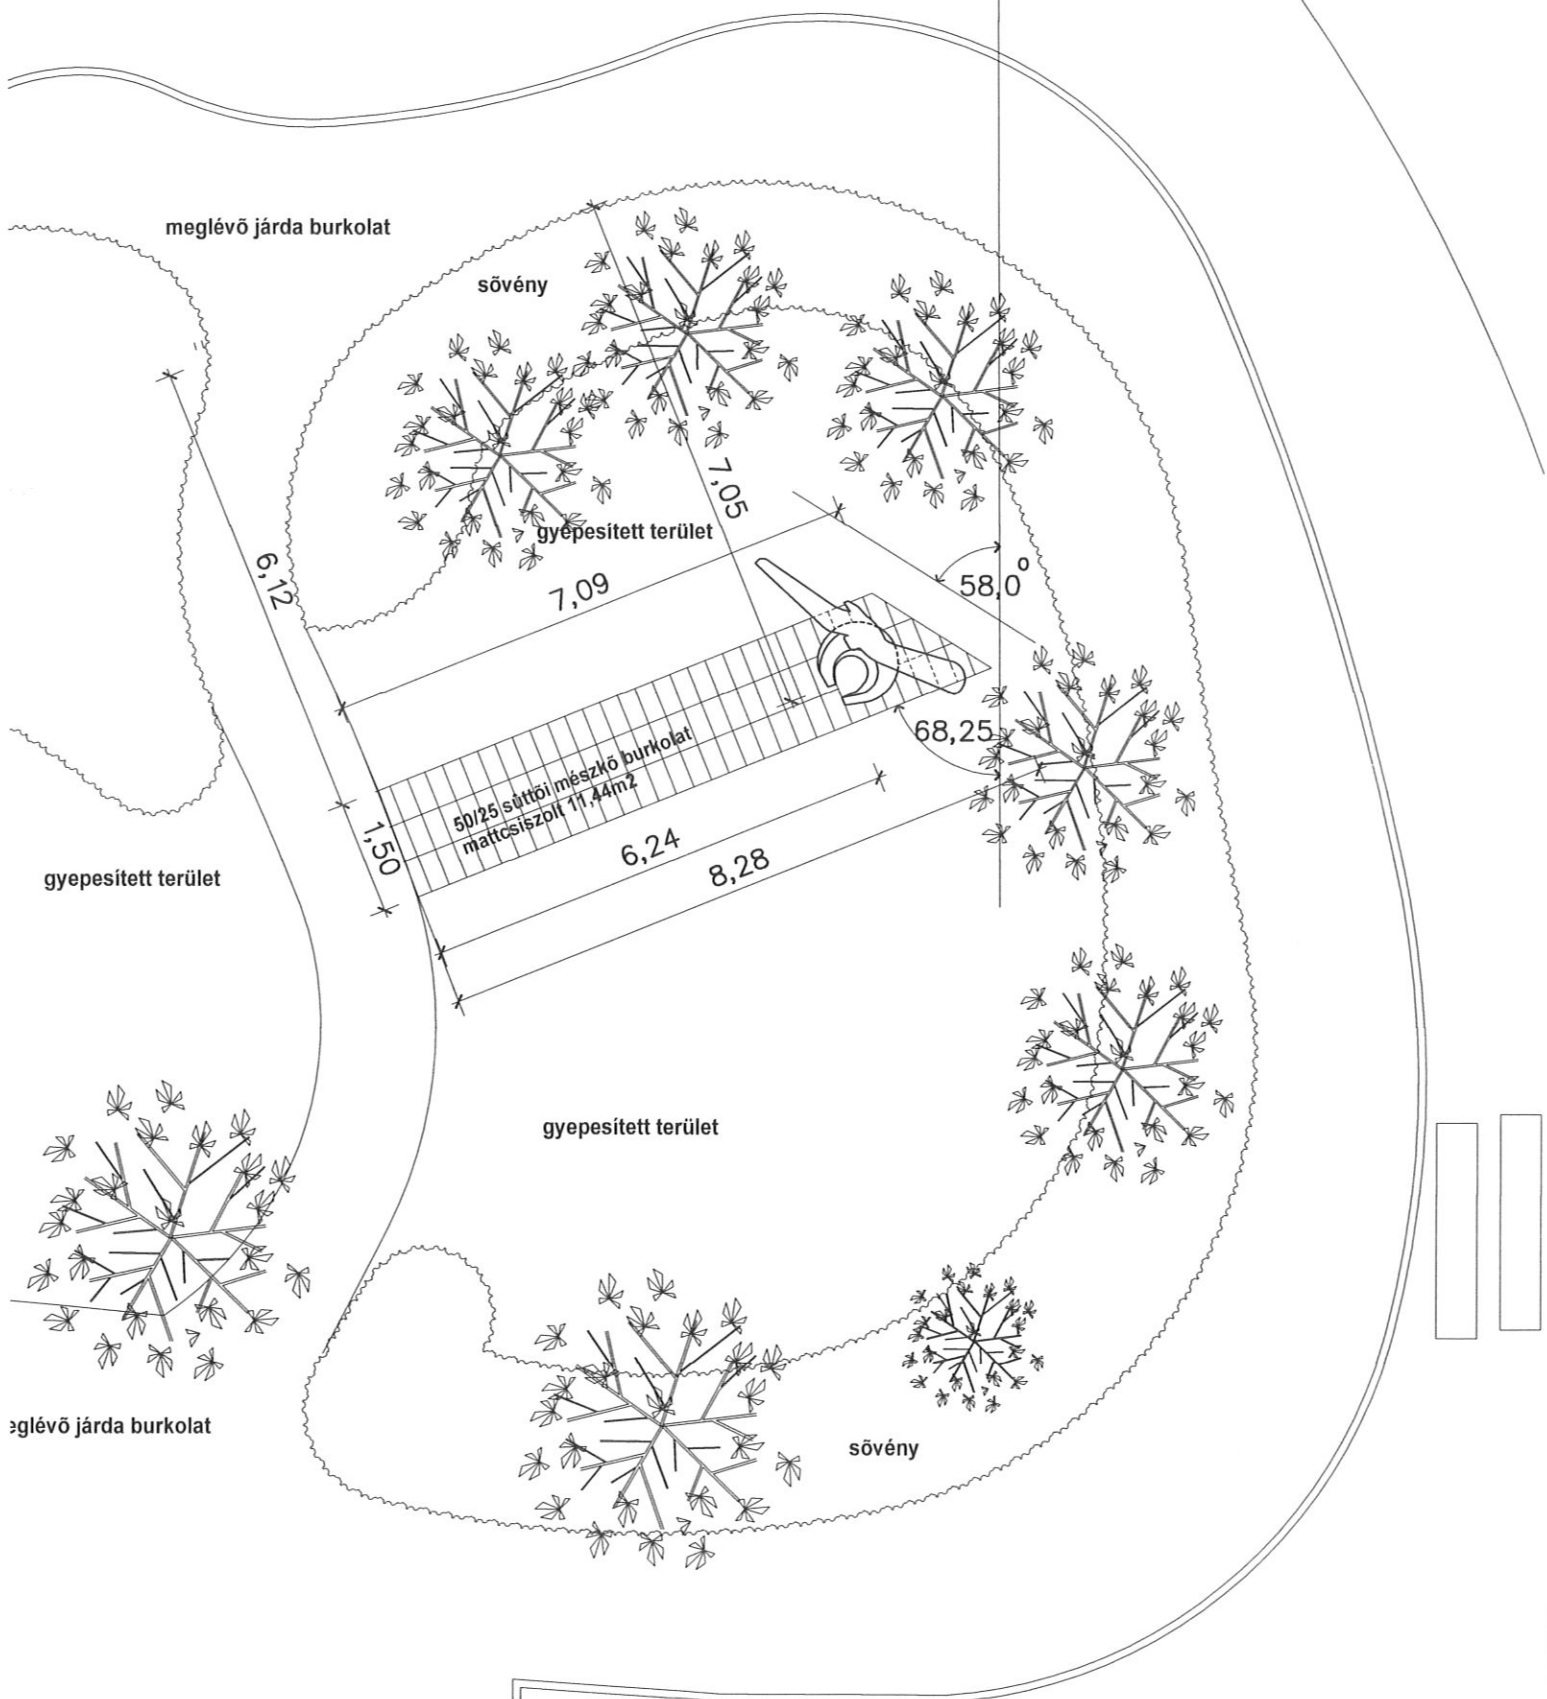 meglévõ járda burkolat
sõvény
7,05
gyepesített terület
6,12
7,09
58,0°
68,25
50/25 süttõi mészkõ burkolat
mattcsiszolt 11,44m2
1,50
6,24
8,28
gyepesített terület
gyepesített terület
eglévõ járda burkolat
sõvény